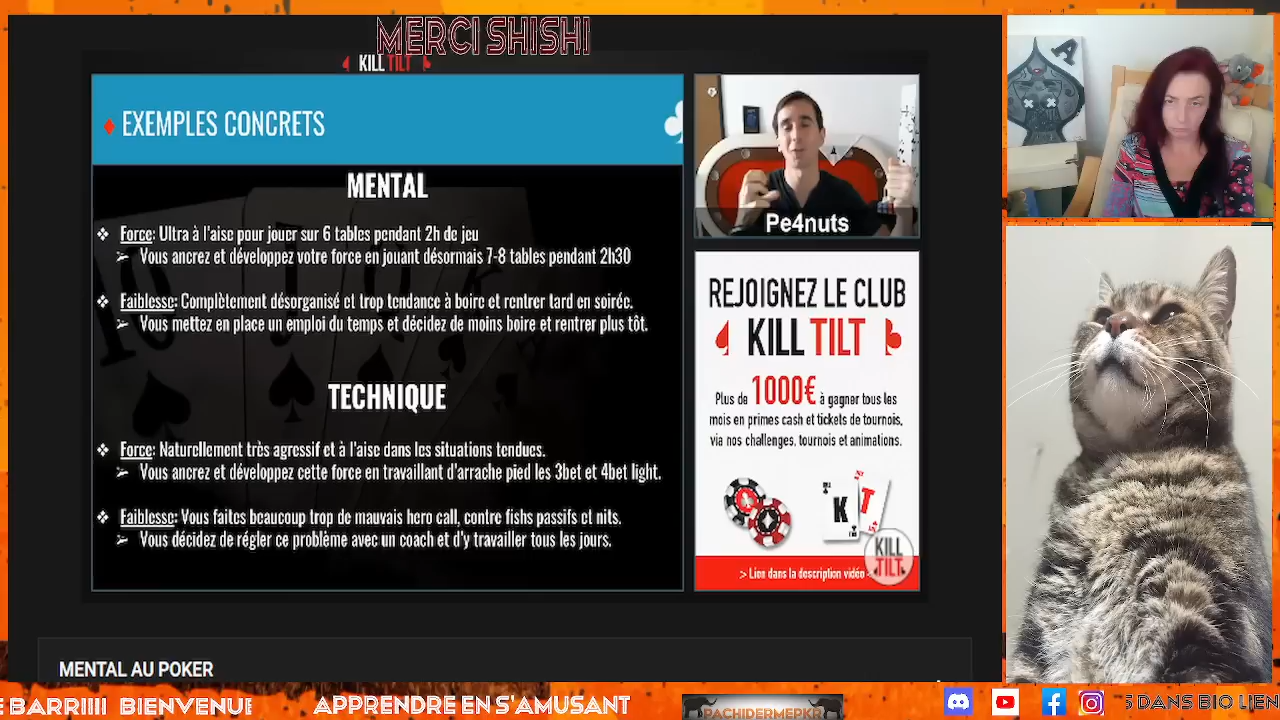 MERCI SHISHI
KILL TILT
EXEMPLES CONCRETS
MENTAL
Force: Ultra à l'aise pour jouer sur 6 tables pendant 2h de jeu
Vous ancrez et développez votre force en jouant désormais 7-8 tables pendant 2h30
Faiblesse: Complètement désorganisé et trop tendance à boire et rentrer tard en soirée.
Vous mettez en place un emploi du temps et décidez de moins boire et rentrer plus tôt.
TECHNIQUE
Force: Naturellement très agressif et à l'aise dans les situations tendues.
Vous ancrez et développez cette force en travaillant d'arrache pied les 3bet et 4bet light.
Faiblesse: Vous faites beaucoup trop de mauvais hero call, contre fishs passifs et nits.
Vous décidez de régler ce problème avec un coach et d'y travailler tous les jours.
Pe4nuts
REJOIGNEZ LE CLUB
KILL TILT
Plus de 1000€ à gagner tous les
mois en primes cash et tickets de tournois,
via nos challenges, tournois et animations.
K T
KILL
TILT
> Lien dans la description vidéo
A
MENTAL AU POKER
E BARRIIII BIENVENUE
APPRENDRE EN S'AMUSANT
PACHIDERMEPKR
5 DANS BIO LIEN